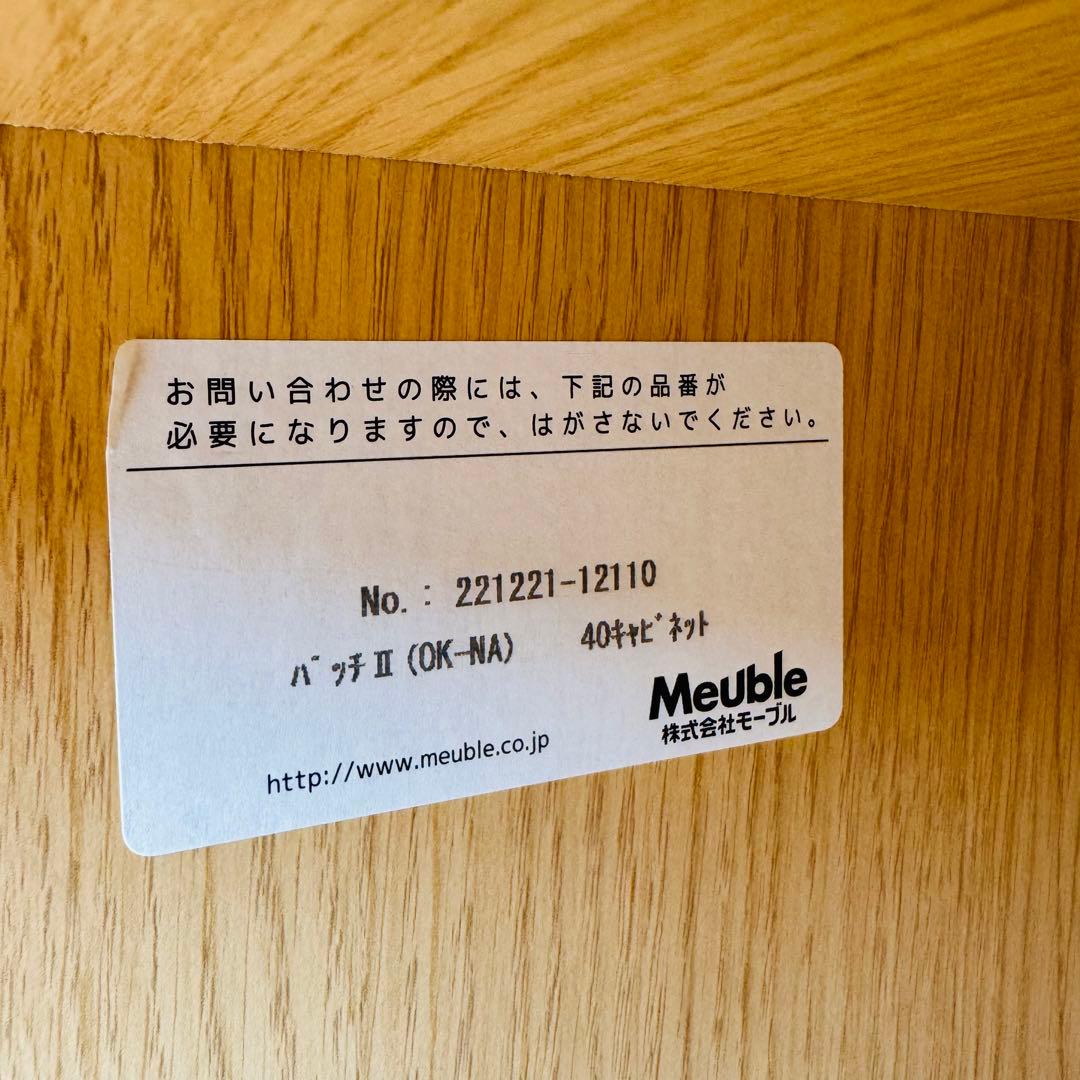 お問い合わせの際には、下記の品番が
必要になりますので、はがさないでください。
No.: 221221-12110
ﾊﾞｯﾁⅡ(OK-NA) 40ｷｬﾋﾞﾈｯﾄ
Meuble
株式会社モーブル
http://www.meuble.co.jp